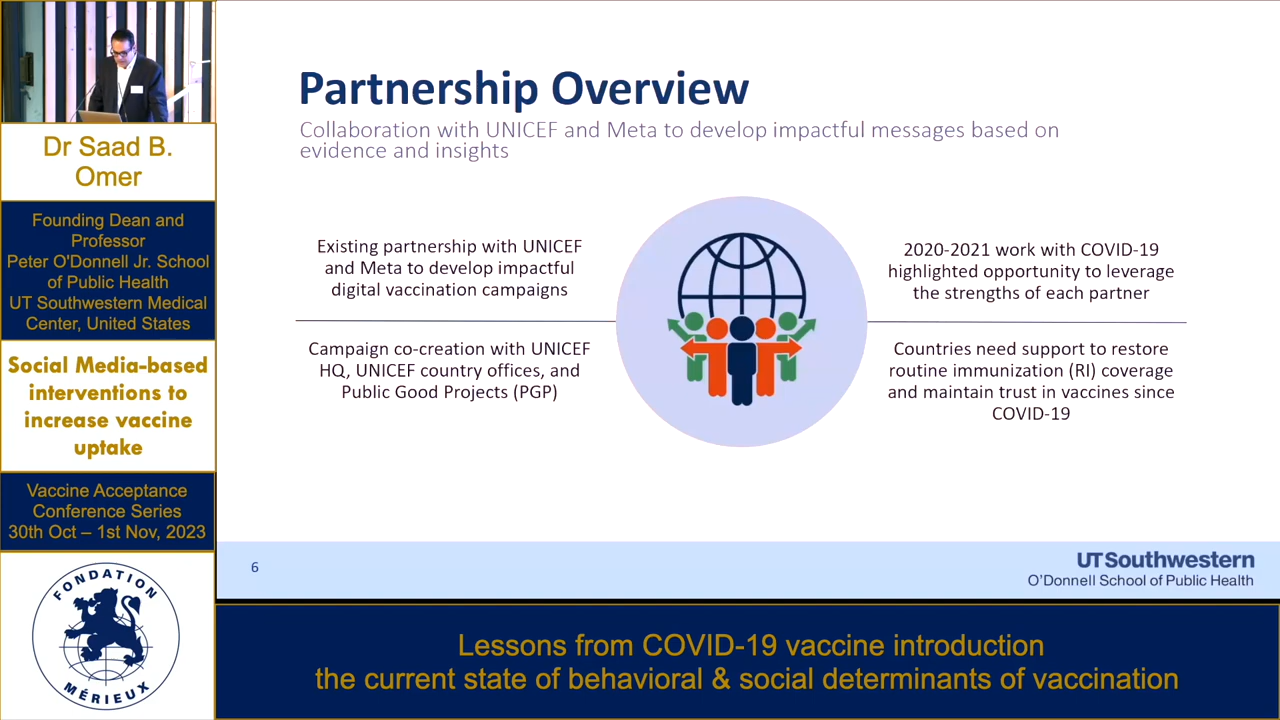 Dr Saad B.
Omer
Founding Dean and
Professor
Peter O'Donnell Jr. School
of Public Health
UT Southwestern Medical
Center, United States
Social Media-based
interventions to
increase vaccine
uptake
Vaccine Acceptance
Conference Series
30th Oct – 1st Nov, 2023
FONDATION
MÉRIEUX
Partnership Overview
Collaboration with UNICEF and Meta to develop impactful messages based on
evidence and insights
Existing partnership with UNICEF
and Meta to develop impactful
digital vaccination campaigns
Campaign co-creation with UNICEF
HQ, UNICEF country offices, and
Public Good Projects (PGP)
2020-2021 work with COVID-19
highlighted opportunity to leverage
the strengths of each partner
Countries need support to restore
routine immunization (RI) coverage
and maintain trust in vaccines since
COVID-19
6
UTSouthwestern
O'Donnell School of Public Health
Lessons from COVID-19 vaccine introduction
the current state of behavioral & social determinants of vaccination